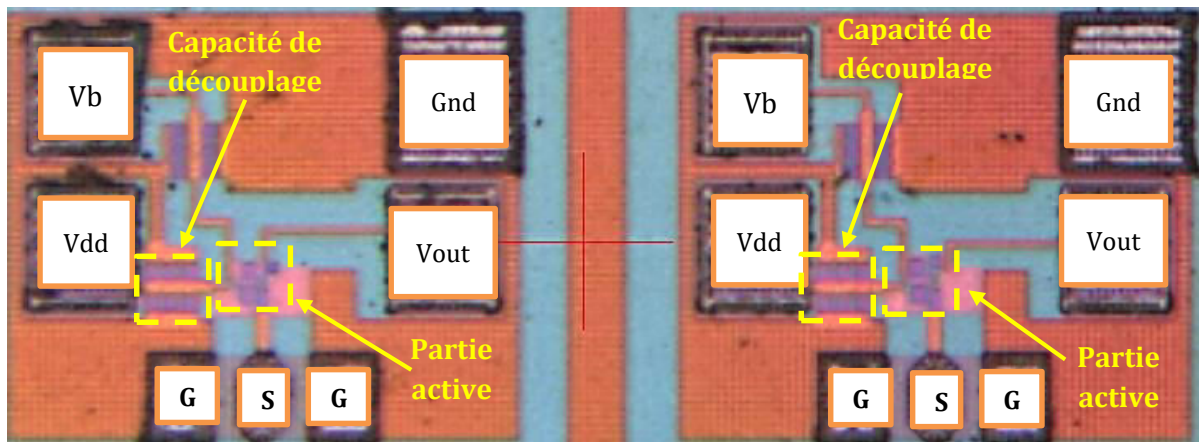 Capacité de
découplage
Vb
Gnd
Vdd
Vout
Partie
active
G
S
G
Capacité de
découplage
Vb
Gnd
Vdd
Vout
Partie
active
G
S
G